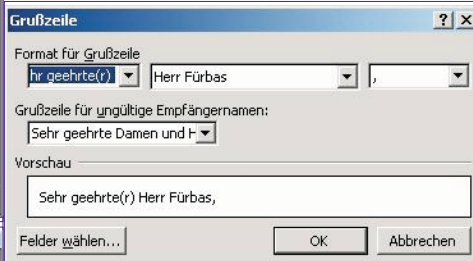 Grußzeile
Format für Grußzeile
hr geehrte(r) Herr Fürbas ,
Grußzeile für ungültige Empfängernamen:
Sehr geehrte Damen und H
Vorschau
Sehr geehrte(r) Herr Fürbas,
Felder wählen... OK Abbrechen